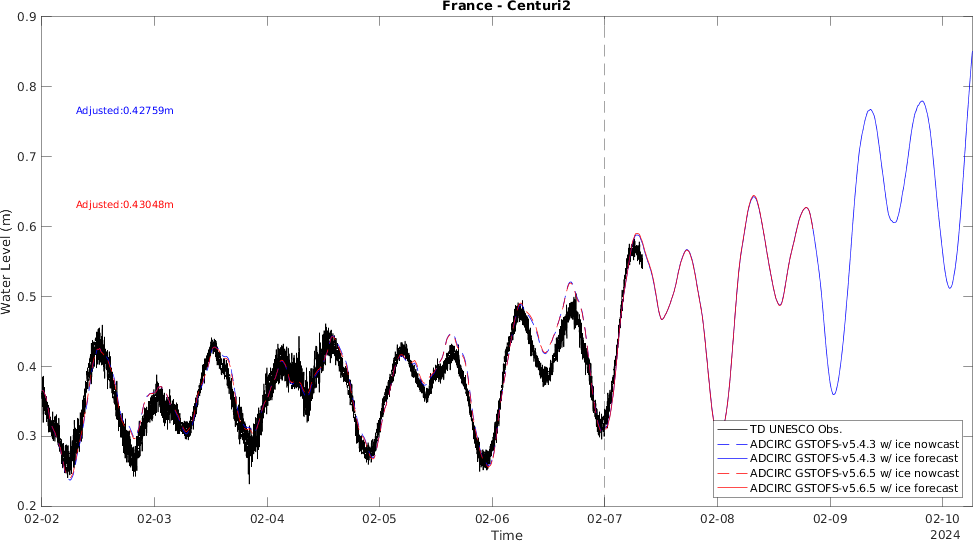 France - Centuri2
0.9
0.8
0.7
0.6
0.5
0.4
0.3
0.2
Water Level (m)
Adjusted:0.42759m
Adjusted:0.43048m
TD UNESCO Obs.
ADCIRC GSTOFS-v5.4.3 w/ ice nowcast
ADCIRC GSTOFS-v5.4.3 w/ ice forecast
ADCIRC GSTOFS-v5.6.5 w/ ice nowcast
ADCIRC GSTOFS-v5.6.5 w/ ice forecast
02-02 02-03 02-04 02-05 02-06 02-07 02-08 02-09 02-10
Time
2024